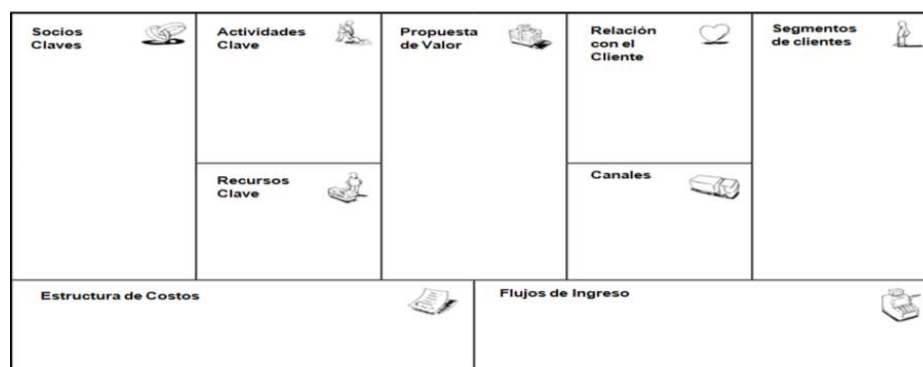 Socios
Claves
Actividades
Clave
Propuesta
de Valor
Relación
con el
Cliente
Segmentos
de clientes
Recursos
Clave
Canales
Estructura de Costos
Flujos de Ingreso